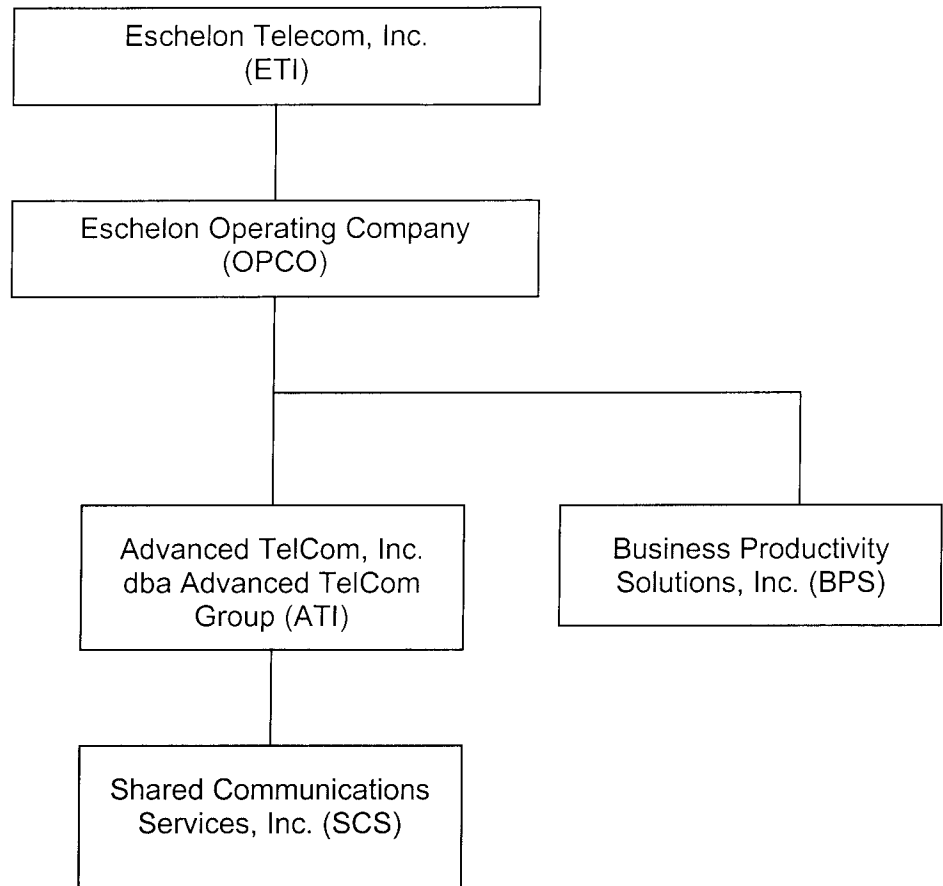 Eschelon Telecom, Inc.
(ETI)
Eschelon Operating Company
(OPCO)
Advanced TelCom, Inc.
dba Advanced TelCom
Group (ATI)
Business Productivity
Solutions, Inc. (BPS)
Shared Communications
Services, Inc. (SCS)